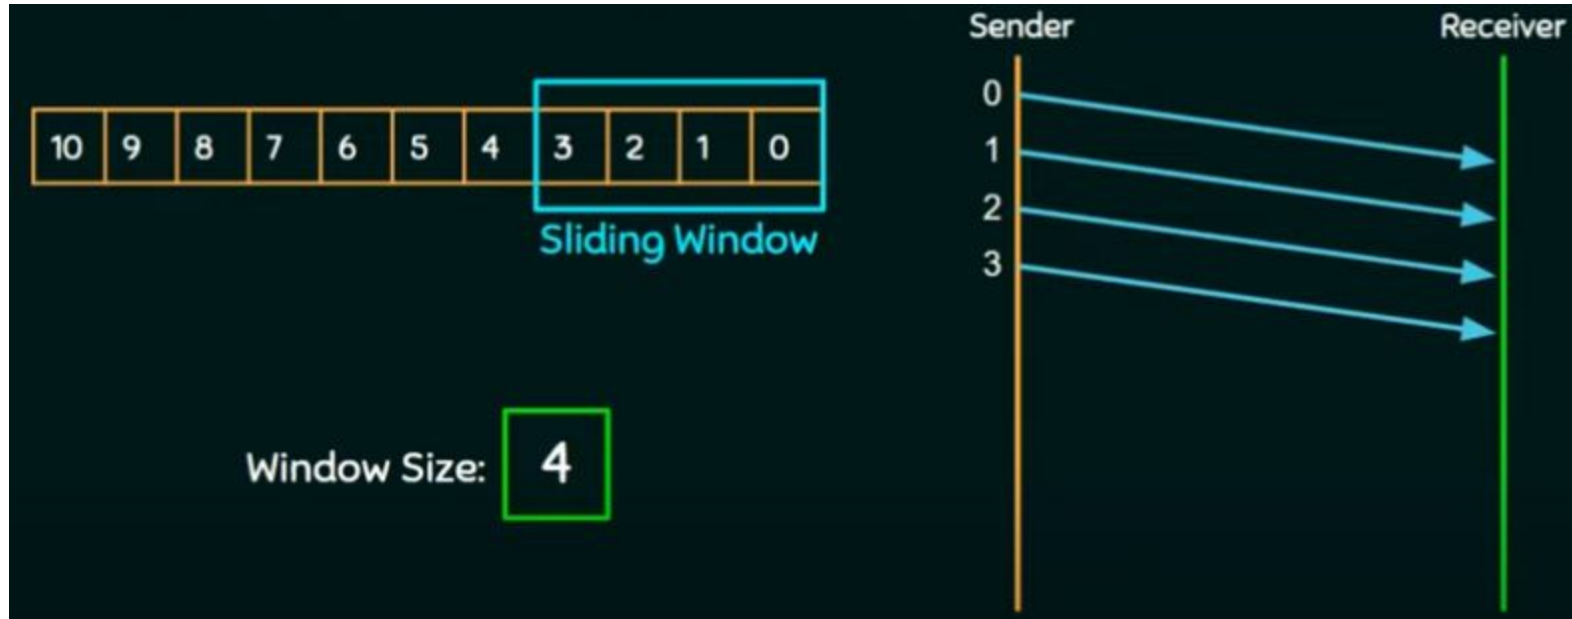 Sender
Receiver
10 9 8 7 6 5 4 3 2 1 0
Sliding Window
0
1
2
3
Window Size: 4